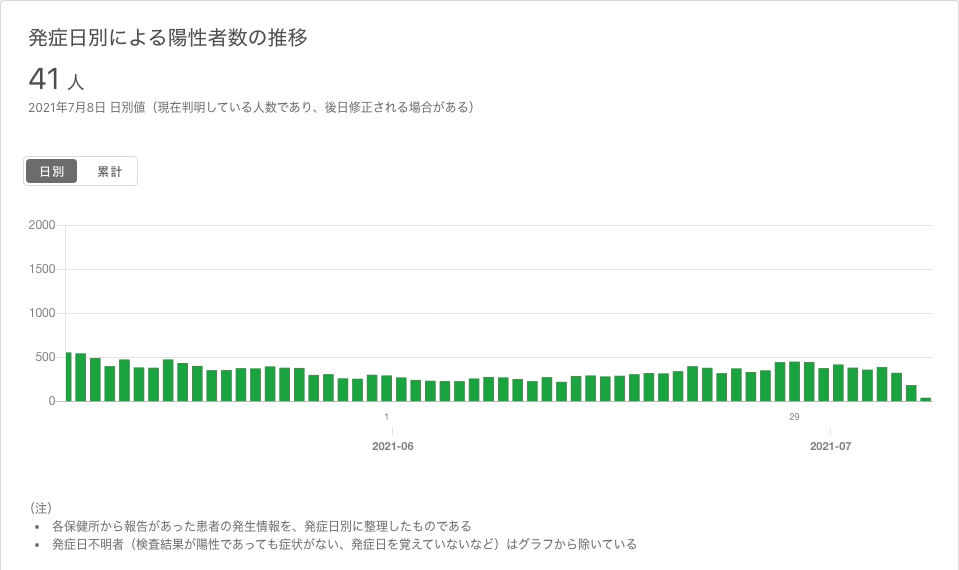 発症日別による陽性者数の推移
41 人
2021年7月8日 日別値（現在判明している人数であり、後日修正される場合がある）
日別 累計
2000
1500
1000
500
0
1 29
2021-06 2021-07
（注）
• 各保健所から報告があった患者の発生情報を、発症日別に整理したものである
• 発症日不明者（検査結果が陽性であっても症状がない、発症日を覚えていないなど）はグラフから除いている